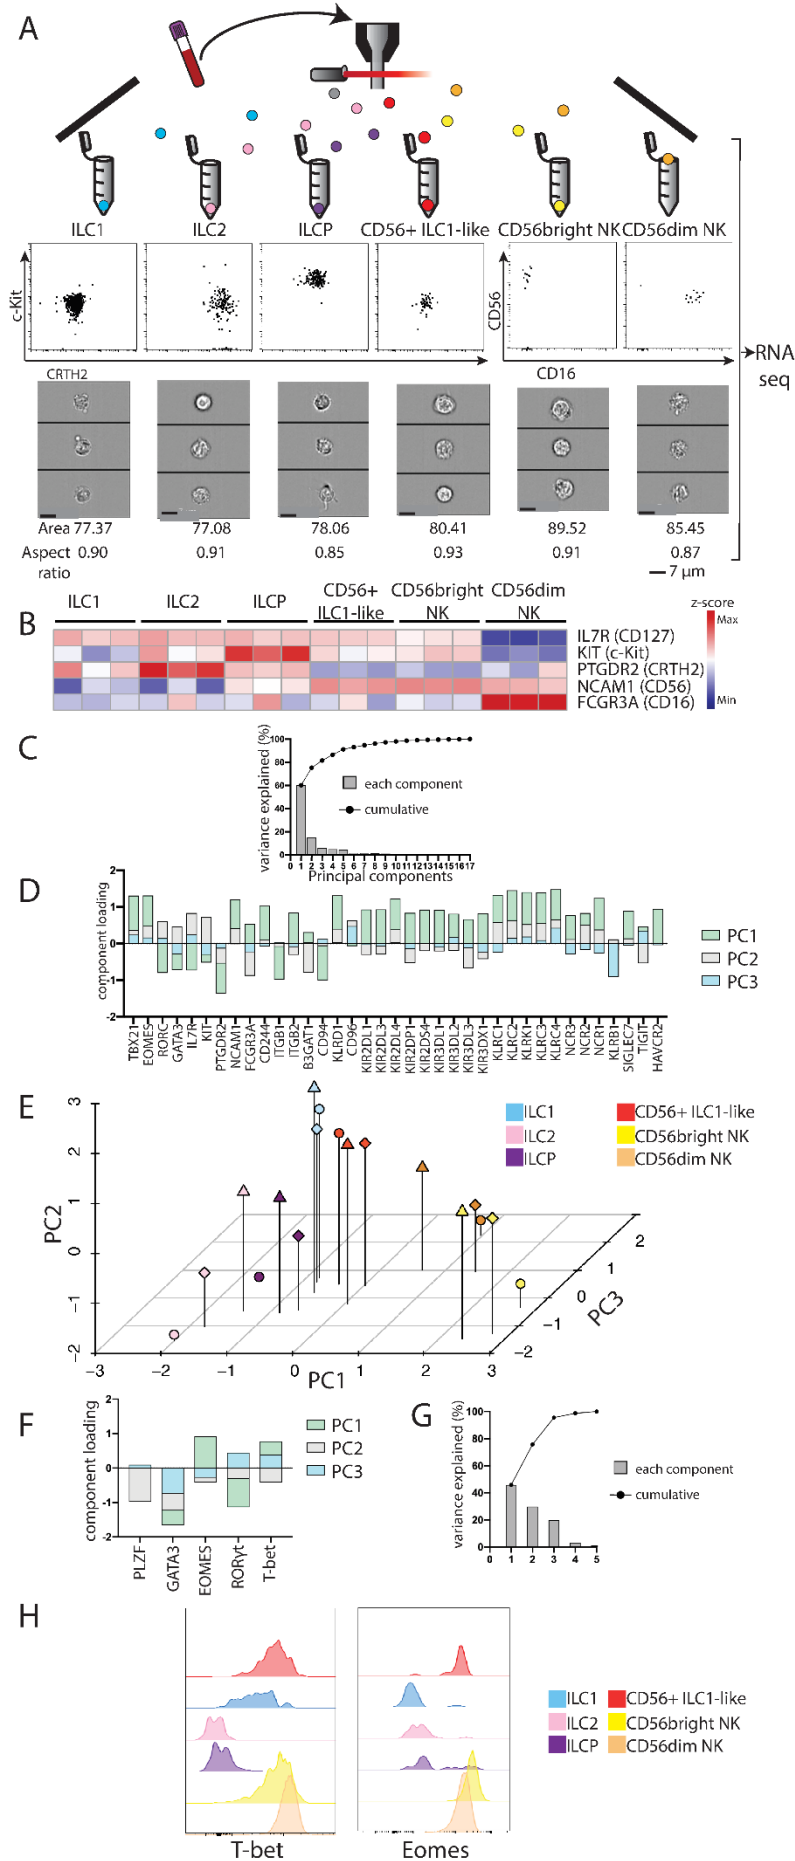 A
ILC1 ILC2 ILCP CD56+ ILC1-like CD56bright NK CD56dim NK
c-Kit
CD56
RNA
seq
CRTH2
CD16
Area 77.37 77.08 78.06 80.41 89.52 85.45
Aspect ratio 0.90 0.91 0.85 0.93 0.91 0.87
7 μm
B
ILC1 ILC2 ILCP CD56+ ILC1-like CD56bright NK CD56dim NK
z-score
Max
Min
IL7R (CD127)
KIT (c-Kit)
PTGDR2 (CRTH2)
NCAM1 (CD56)
FCGR3A (CD16)
C
variance explained (%)
100
80
60
40
20
0
0 1 2 3 4 5 6 7 8 9 10 11 12 13 14 15 16 17
Principal components
each component
cumulative
D
component loading
2
1
0
-1
-2
TBX21 EOMES RORC GATA3 IL7R KIT PTGDR2 NCAM1 FCGR3A CD244 ITGB1 ITGB2 B3GAT1 CD94 KLRD1 CD96 KIR2DL1 KIR2DL3 KIR2DL4 KIR2DP1 KIR2DS4 KIR3DL1 KIR3DL2 KIR3DL3 KIR3DX1 KLRC1 KLRC2 KLRK1 KLRC3 KLRC4 NCR3 NCR2 NCR1 KLRB1 SIGLEC7 TIGIT HAVCR2
PC1
PC2
PC3
E
PC2
3
2
1
0
−1
−2
−3 −2 −1 0 1 2 3
PC1
−2
−1
0
1
2
PC3
ILC1 CD56+ ILC1-like
ILC2 CD56bright NK
ILCP CD56dim NK
F
component loading
2
1
0
-1
-2
PLZF GATA3 EOMES RORγt T-bet
PC1
PC2
PC3
G
variance explained (%)
100
80
60
40
20
0
0 1 2 3 4 5
each component
cumulative
H
T-bet
Eomes
ILC1 CD56+ ILC1-like
ILC2 CD56bright NK
ILCP CD56dim NK